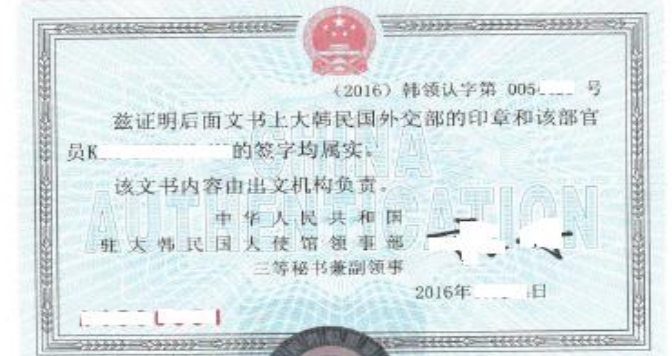 （2016）韩领认字第 005 号
兹证明后面文书上大韩民国外交部的印章和该部官
员K 的签字均属实。
该文书内容由出文机构负责。
中华人民共和国
驻大韩民国大使馆领事部
三等秘书兼副领事
2016年 日
CHINA
AUTHENTICATION